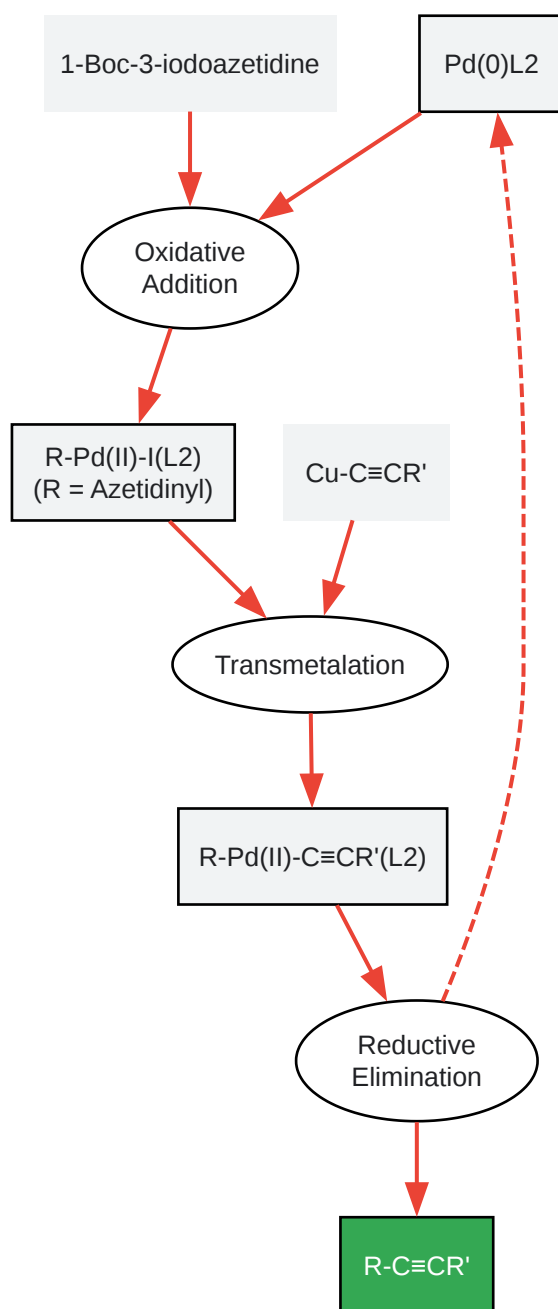 1-Boc-3-iodoazetidine
Pd(0)L2
Oxidative
Addition
R-Pd(II)-I(L2)
(R = Azetidinyl)
Cu-C≡CR'
Transmetalation
R-Pd(II)-C≡CR'(L2)
Reductive
Elimination
R-C≡CR'